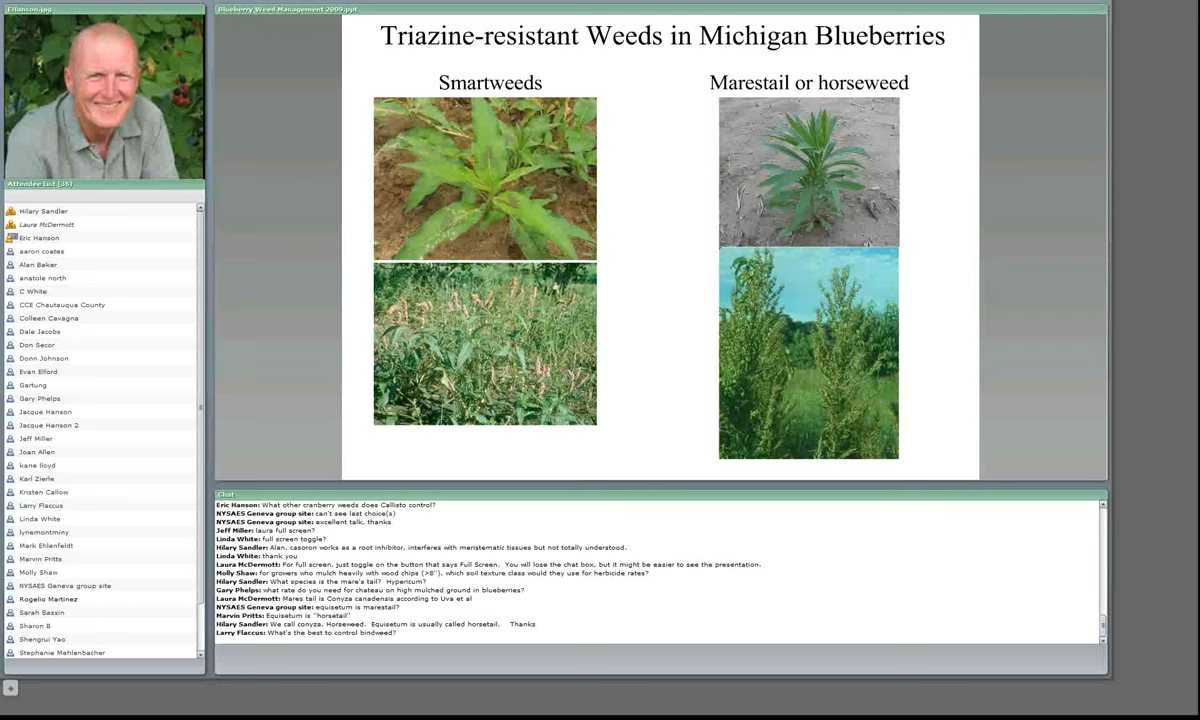 EHanson.jpg
Attendee List (36)
Hilary Sandler
Laura McDermott
Eric Hanson
aaron coates
Alan Baker
anatole north
C White
CCE Chautauqua County
Colleen Cavagna
Dale Jacobs
Don Secor
Donn Johnson
Evan Elford
Gartung
Gary Phelps
Jacque Hanson
Jacque Hanson 2
Jeff Miller
Joan Allen
kane lloyd
Karl Zierle
Kristen Callow
Larry Flaccus
Linda White
lynemontminy
Mark Ehlenfeldt
Marvin Pritts
Molly Shaw
NYSAES Geneva group site
Rogelio Martinez
Sarah Bassin
Sharon B
Shengrui Yao
Stephanie Mehlenbacher
Blueberry Weed Management 2009.ppt
Triazine-resistant Weeds in Michigan Blueberries
Smartweeds
Marestail or horseweed
Chat
Eric Hanson: What other cranberry weeds does Callisto control?
NYSAES Geneva group site: can't see last choice(s)
NYSAES Geneva group site: excellent talk, thanks
Jeff Miller: laura full screen?
Linda White: full screen toggle?
Hilary Sandler: Alan, casoron works as a root inhibitor, interferes with meristematic tissues but not totally understood.
Linda White: thank you
Laura McDermott: For full screen, just toggle on the button that says Full Screen. You will lose the chat box, but it might be easier to see the presentation.
Molly Shaw: for growers who mulch heavily with wood chips (>8"), which soil texture class would they use for herbicide rates?
Hilary Sandler: What species is the mare's tail? Hypericum?
Gary Phelps: what rate do you need for chateau on high mulched ground in blueberries?
Laura McDermott: Mares tail is Conyza canadensis according to Uva et al
NYSAES Geneva group site: equisetum is marestail?
Marvin Pritts: Equisetum is "horsetail"
Hilary Sandler: We call conyza, Horseweed. Equisetum is usually called horsetail. Thanks
Larry Flaccus: What's the best to control bindweed?